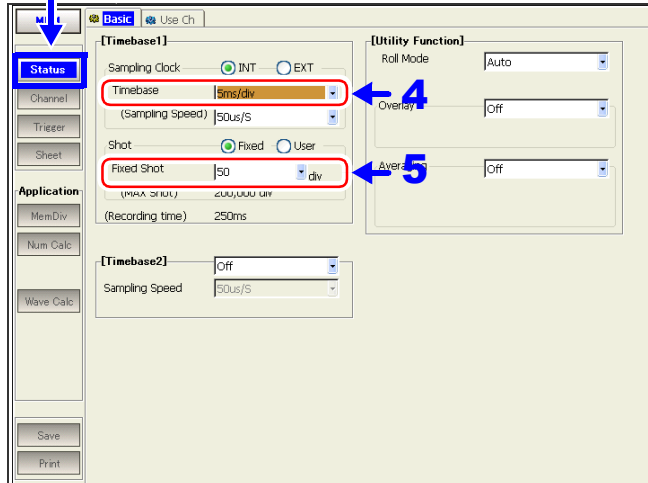 Basic Use Ch
Status
Channel
Trigger
Sheet
Application
MemDiv
Num Calc
Wave Calc
Save
Print
[Timebase1]
Sampling Clock INT EXT
Timebase 5ms/div
4
(Sampling Speed) 50us/S
Shot Fixed User
Fixed Shot 50 div
5
(MAX Shot) 200,000 div
(Recording time) 250ms
[Timebase2] Off
Sampling Speed 50us/S
[Utility Function]
Roll Mode Auto
Overlay Off
Averaging Off